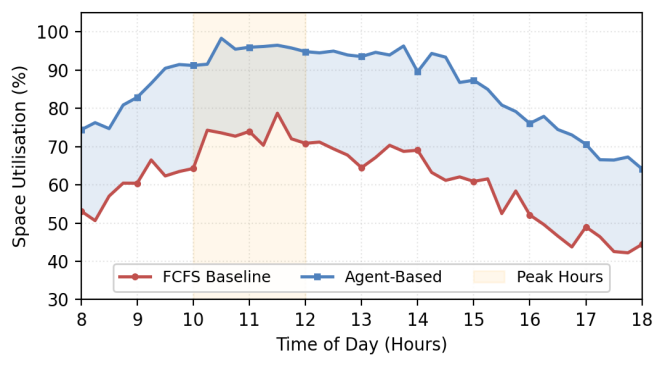 Space Utilisation (%)
100
90
80
70
60
50
40
30
FCFS Baseline Agent-Based Peak Hours
8 9 10 11 12 13 14 15 16 17 18
Time of Day (Hours)